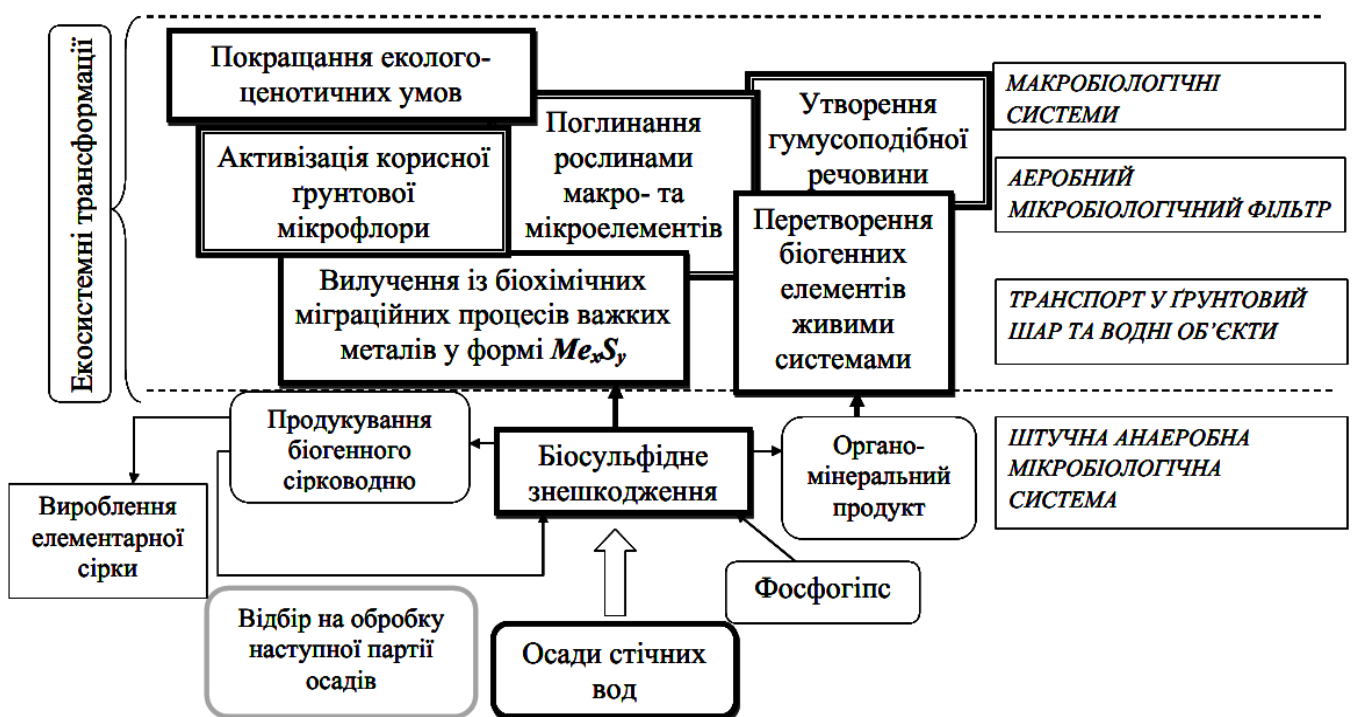 Екосистемні трансформації
Покращання еколого-
ценотичних умов
Активізація корисної
ґрунтової
мікрофлори
Поглинання
рослинами
макро- та
мікроелементів
Утворення
гумусоподібної
речовини
Вилучення із біохімічних
міграційних процесів важких
металів у формі MexSy
Перетворення
біогенних
елементів
живими
системами
МАКРОБІОЛОГІЧНІ
СИСТЕМИ
АЕРОБНИЙ
МІКРОБІОЛОГІЧНИЙ ФІЛЬТР
ТРАНСПОРТ У ҐРУНТОВИЙ
ШАР ТА ВОДНІ ОБ’ЄКТИ
Продукування
біогенного
сірководню
Біосульфідне
знешкодження
Органо-
мінеральний
продукт
ШТУЧНА АНАЕРОБНА
МІКРОБІОЛОГІЧНА
СИСТЕМА
Вироблення
елементарної
сірки
Відбір на обробку
наступної партії
осадів
Осади стічних
вод
Фосфогіпс